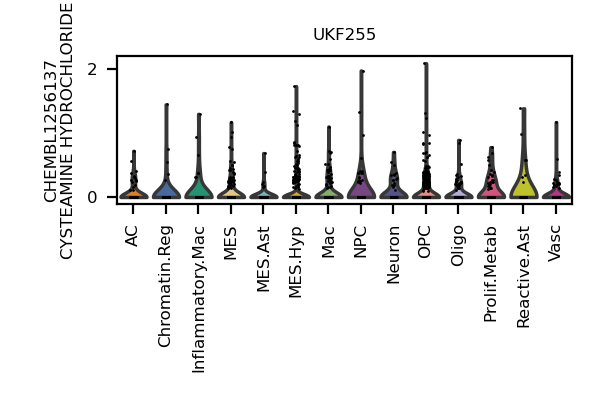 UKF255
CHEMBL1256137
CYSTEAMINE HYDROCHLORIDE
2
0
AC
Chromatin.Reg
Inflammatory.Mac
MES
MES.Ast
MES.Hyp
Mac
NPC
Neuron
OPC
Oligo
Prolif.Metab
Reactive.Ast
Vasc